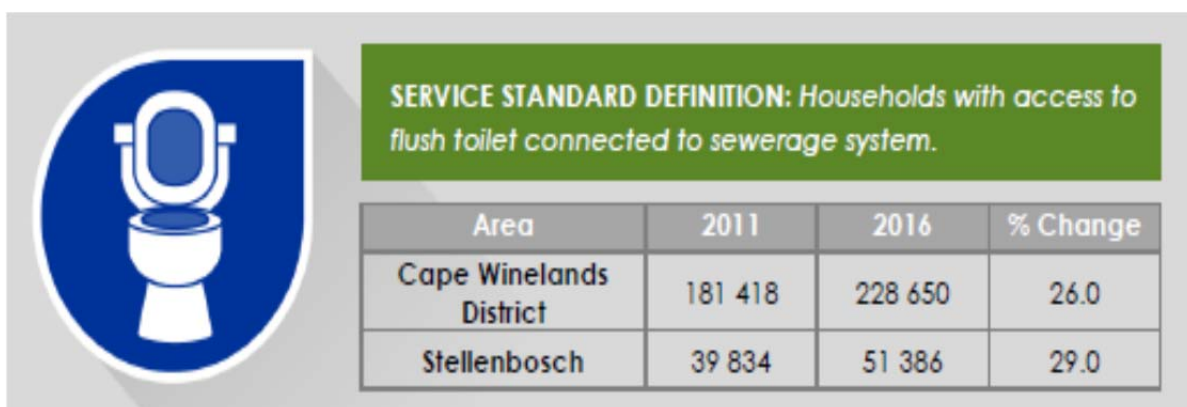 SERVICE STANDARD DEFINITION: Households with access to
flush toilet connected to sewerage system.
Area 2011 2016 % Change
Cape Winelands
District 181 418 228 650 26.0
Stellenbosch 39 834 51 386 29.0